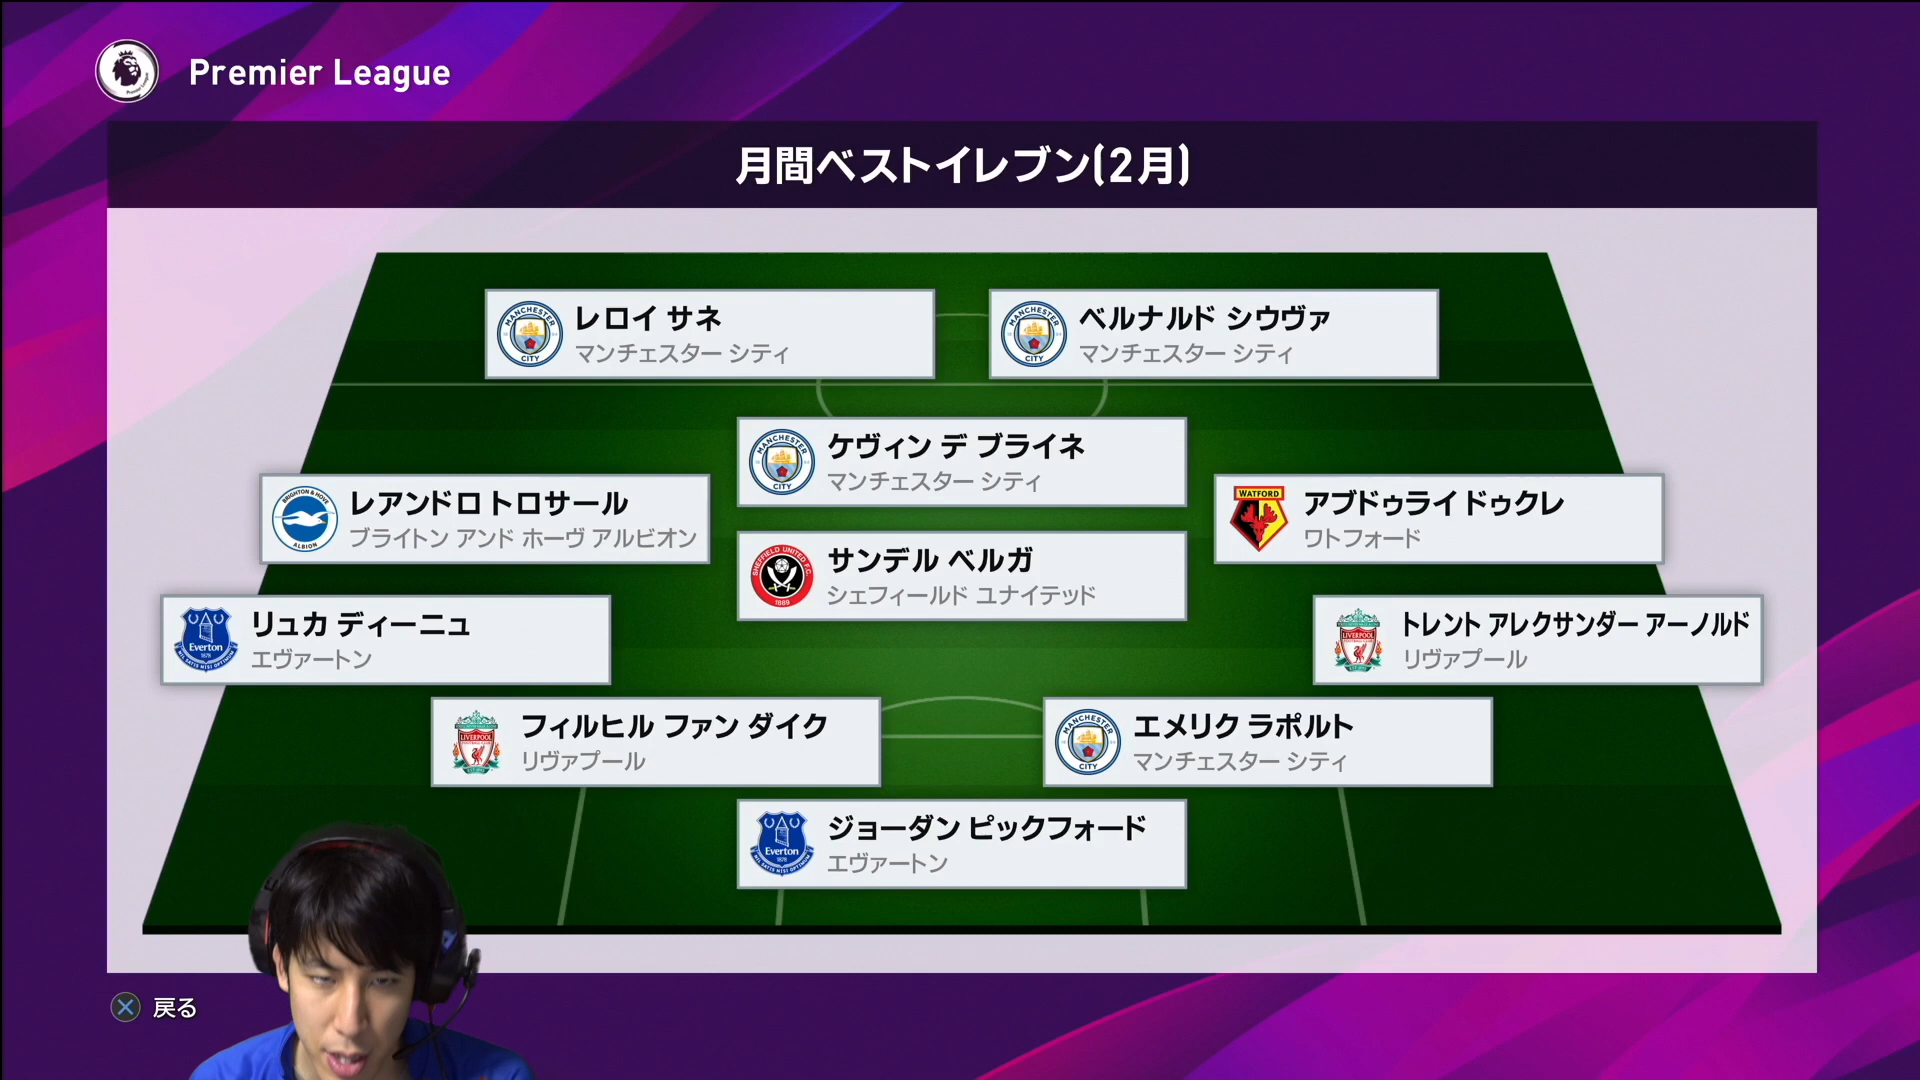 Premier League
月間ベストイレブン(2月)
レロイ サネ
マンチェスター シティ
ベルナルド シウヴァ
マンチェスター シティ
ケヴィン デ ブライネ
マンチェスター シティ
レアンドロ トロサール
ブライトン アンド ホーヴ アルビオン
アブドゥライ ドゥクレ
ワトフォード
サンデル ベルガ
シェフィールド ユナイテッド
リュカ ディーニュ
エヴァートン
トレント アレクサンダー アーノルド
リヴァプール
フィルヒル ファン ダイク
リヴァプール
エメリク ラポルト
マンチェスター シティ
ジョーダン ピックフォード
エヴァートン
戻る